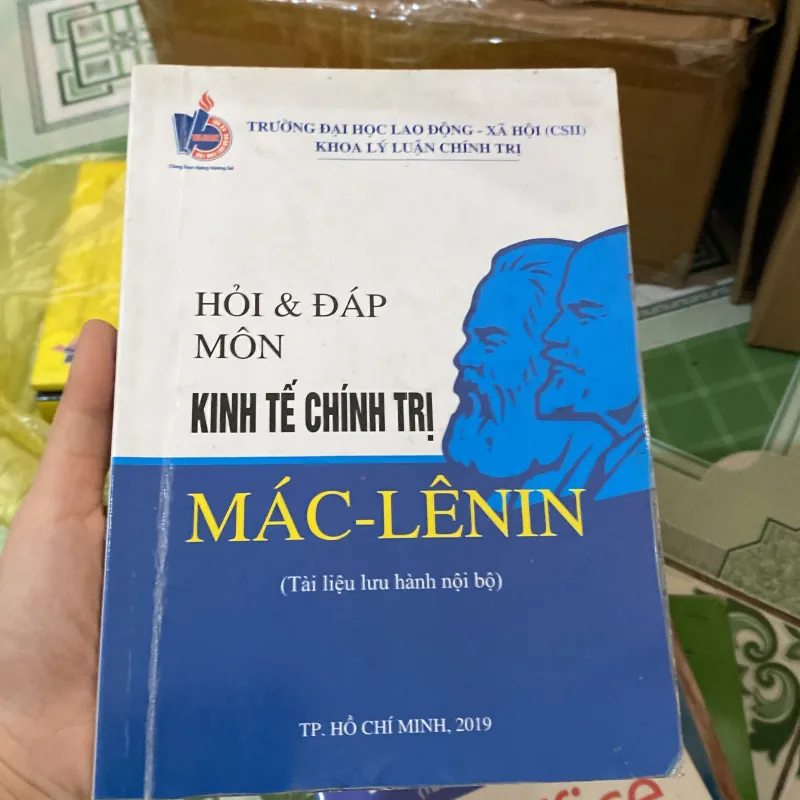 TRƯỜNG ĐẠI HỌC LAO ĐỘNG - XÃ HỘI (CSII)
KHOA LÝ LUẬN CHÍNH TRỊ
HỎI & ĐÁP
MÔN
KINH TẾ CHÍNH TRỊ
MÁC-LÊNIN
(Tài liệu lưu hành nội bộ)
TP. HỒ CHÍ MINH, 2019